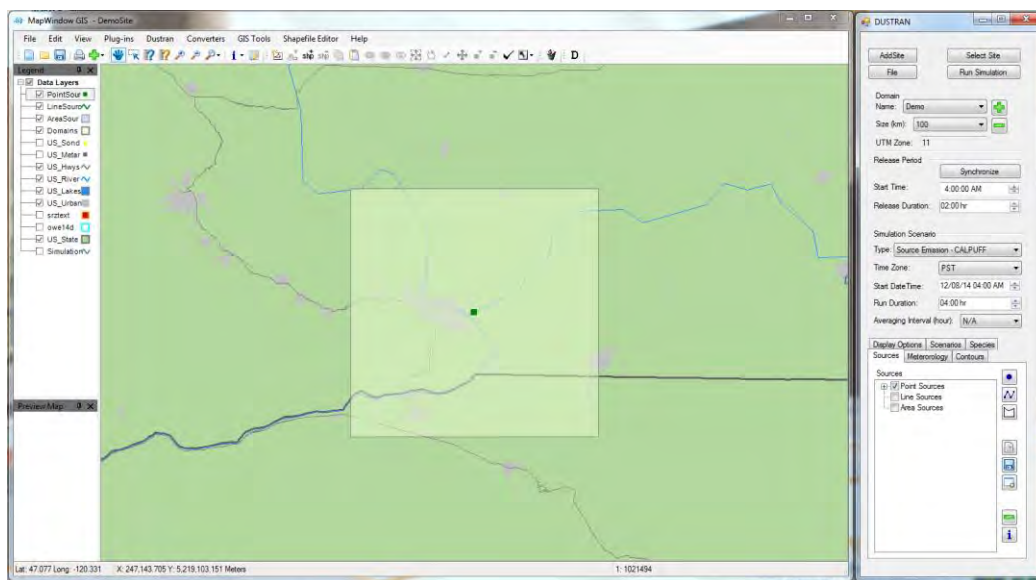 MapWindow GIS - DemoSite
File Edit View Plug-ins Dustran Converters GIS Tools Shapefile Editor Help
D
Legend
Data Layers
PointSour
LineSourc
AreaSour
Domains
US_Sond
US_Metar
US_Hwys
US_River
US_Lakes
US_Urban
srztext
owe14d
US_State
Simulation
Preview Map
Lat: 47.077 Long: -120.331 X: 247,143.705 Y: 5,219,103.151 Meters 1: 1021494
DUSTRAN
AddSite Select Site
File Run Simulation
Domain
Name: Demo
Size (km): 100
UTM Zone: 11
Release Period
Synchronize
Start Time: 4:00:00 AM
Release Duration: 02:00 hr
Simulation Scenario
Type: Source Emission - CALPUFF
Time Zone: PST
Start DateTime: 12/08/14 04:00 AM
Run Duration: 04:00 hr
Averaging Interval (hour): N/A
Display Options Scenarios Species
Sources Meterorology Contours
Sources
Point Sources
Line Sources
Area Sources